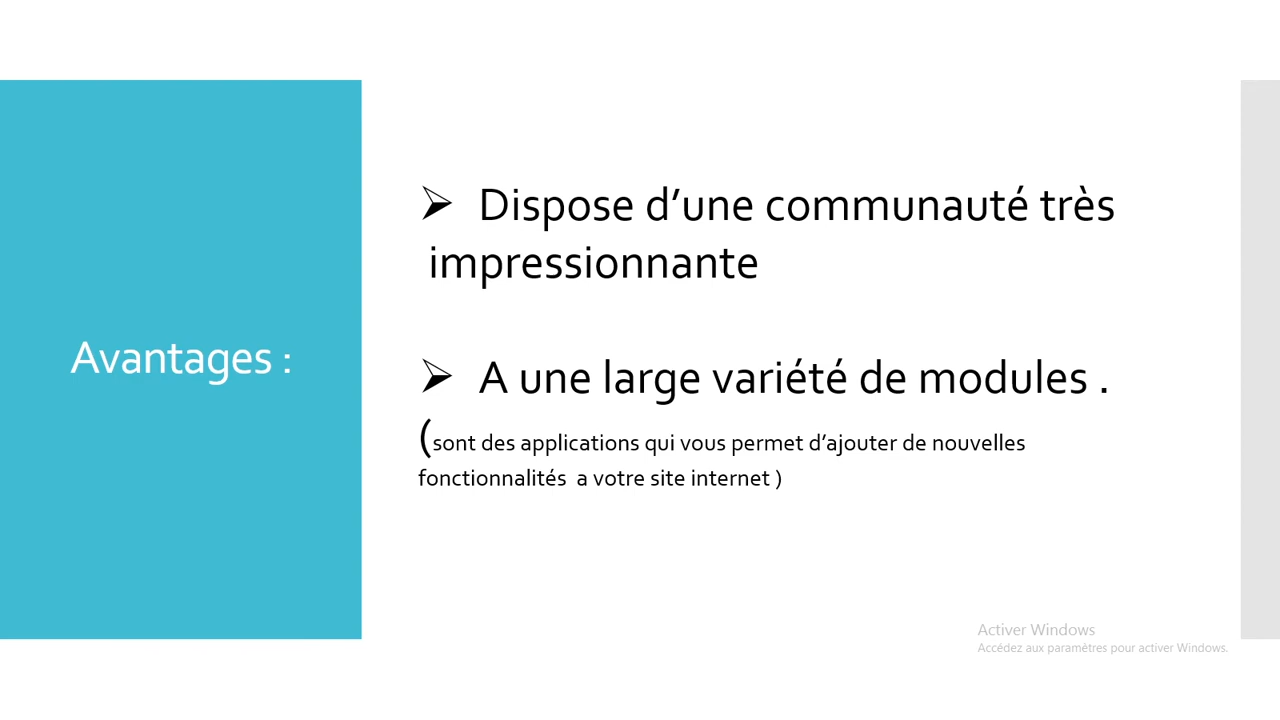 Avantages :
➢ Dispose d’une communauté très
impressionnante
➢ A une large variété de modules .
(sont des applications qui vous permet d’ajouter de nouvelles
fonctionnalités a votre site internet )
Activer Windows
Accédez aux paramètres pour activer Windows.